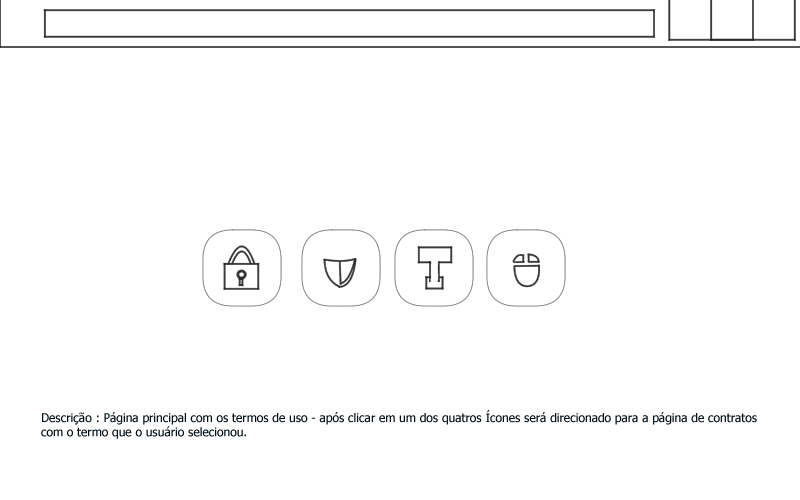 Descrição : Página principal com os termos de uso - após clicar em um dos quatros Ícones será direcionado para a página de contratos
com o termo que o usuário selecionou.